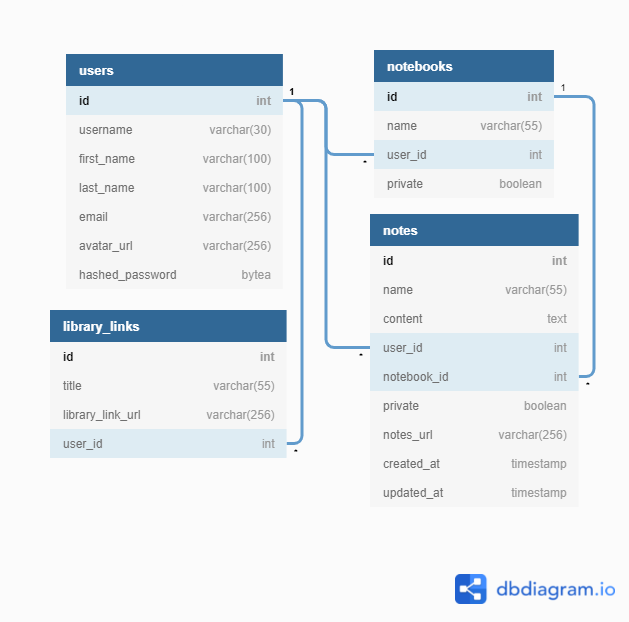 users
id int
username varchar(30)
first_name varchar(100)
last_name varchar(100)
email varchar(256)
avatar_url varchar(256)
hashed_password bytea
library_links
id int
title varchar(55)
library_link_url varchar(256)
user_id int
1
*
notebooks
id int
name varchar(55)
user_id int
private boolean
1
*
notes
id int
name varchar(55)
content text
user_id int
notebook_id int
private boolean
notes_url varchar(256)
created_at timestamp
updated_at timestamp
*
*
dbdiagram.io